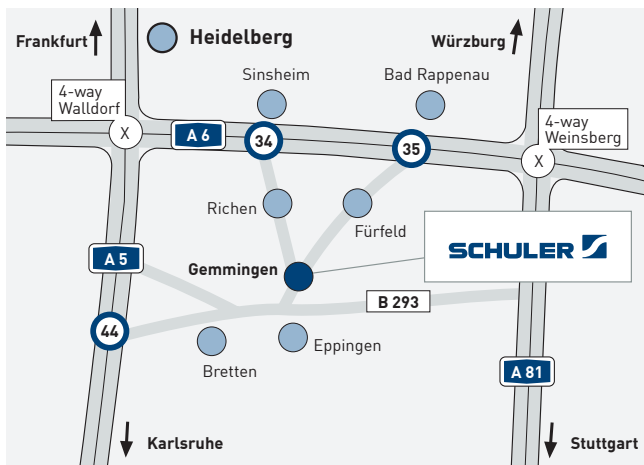 Frankfurt
Heidelberg
Würzburg
Sinsheim
Bad Rappenau
4-way
Walldorf
X
A 6
34
35
4-way
Weinsberg
X
Richen
Fürfeld
A 5
Gemmingen
SCHULER
B 293
44
Bretten
Eppingen
A 81
Karlsruhe
Stuttgart